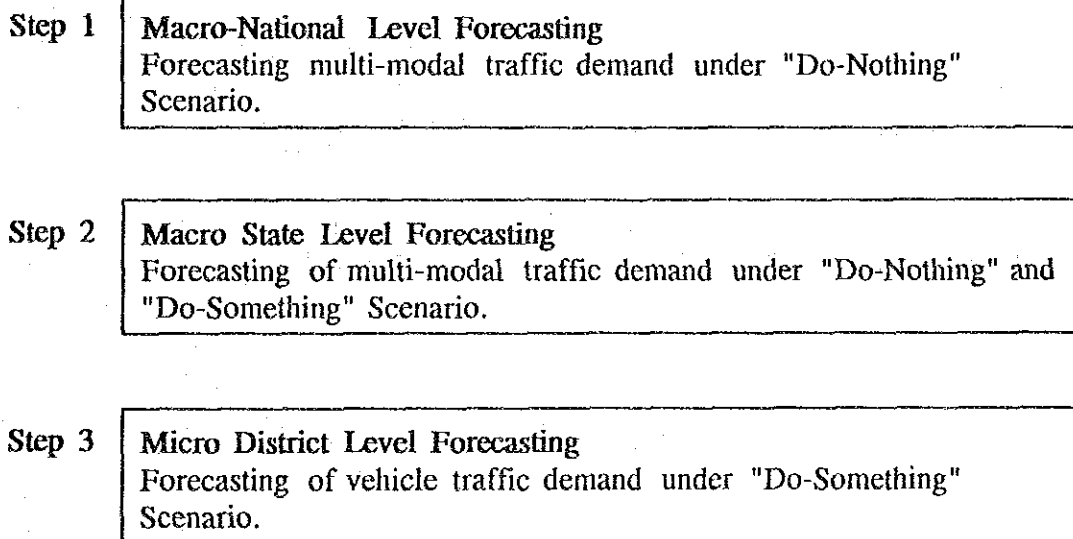 Step 1 Macro-National Level Forecasting
Forecasting multi-modal traffic demand under "Do-Nothing"
Scenario.
Step 2 Macro State Level Forecasting
Forecasting of multi-modal traffic demand under "Do-Nothing" and
"Do-Something" Scenario.
Step 3 Micro District Level Forecasting
Forecasting of vehicle traffic demand under "Do-Something"
Scenario.